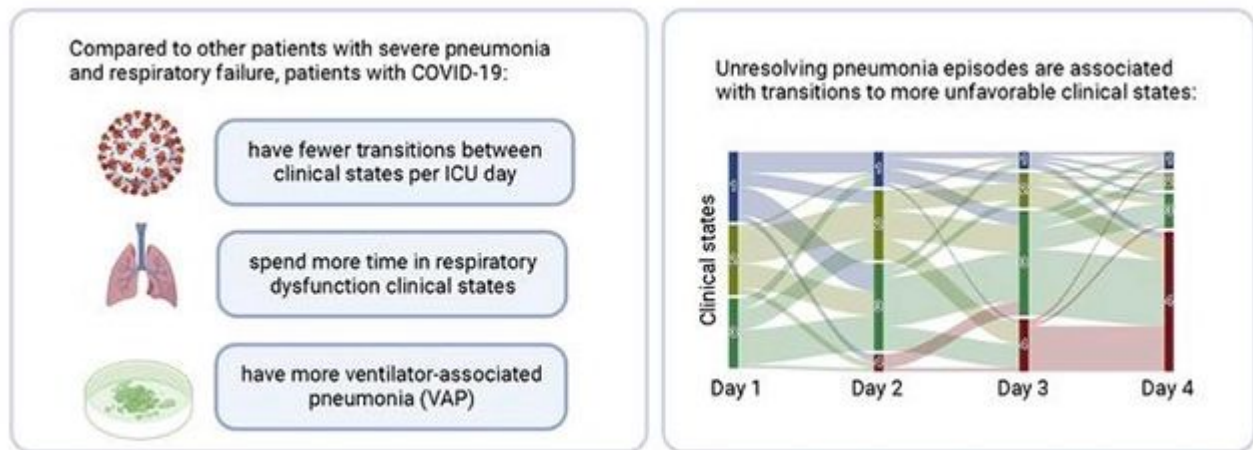 Compared to other patients with severe pneumonia
and respiratory failure, patients with COVID-19:
have fewer transitions between
clinical states per ICU day
spend more time in respiratory
dysfunction clinical states
have more ventilator-associated
pneumonia (VAP)
Unresolving pneumonia episodes are associated
with transitions to more unfavorable clinical states:
Clinical states
4
4
Day 1
Day 2
Day 3
Day 4